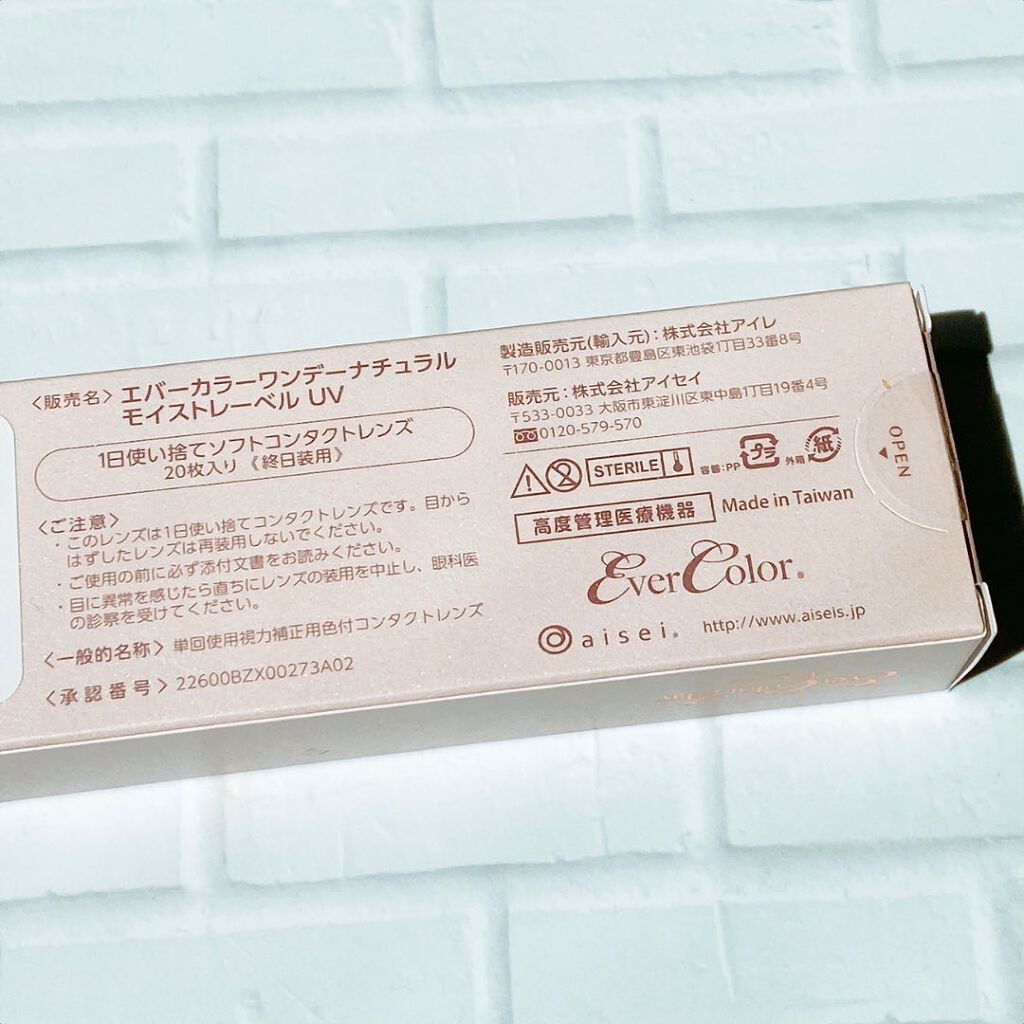 〈販売名〉エバーカラーワンデーナチュラル
モイストレーベル UV
1日使い捨てソフトコンタクトレンズ
20枚入り《終日装用》
〈ご注意〉
・このレンズは1日使い捨てコンタクトレンズです。目から
はずしたレンズは再装用しないでください。
・ご使用の前に必ず添付文書をお読みください。
・目に異常を感じたら直ちにレンズの装用を中止し、眼科医
の診察を受けてください。
〈一般的名称〉単回使用視力補正用色付コンタクトレンズ
〈承認番号〉22600BZX00273A02
製造販売元(輸入元):株式会社アイレ
〒170-0013 東京都豊島区東池袋1丁目33番8号
販売元:株式会社アイセイ
〒533-0033 大阪市東淀川区東中島1丁目19番4号
0120-579-570
STERILE 容器:PP プラ 外箱 紙
高度管理医療機器 Made in Taiwan
EverColor®
aisei® http://www.aiseis.jp
OPEN